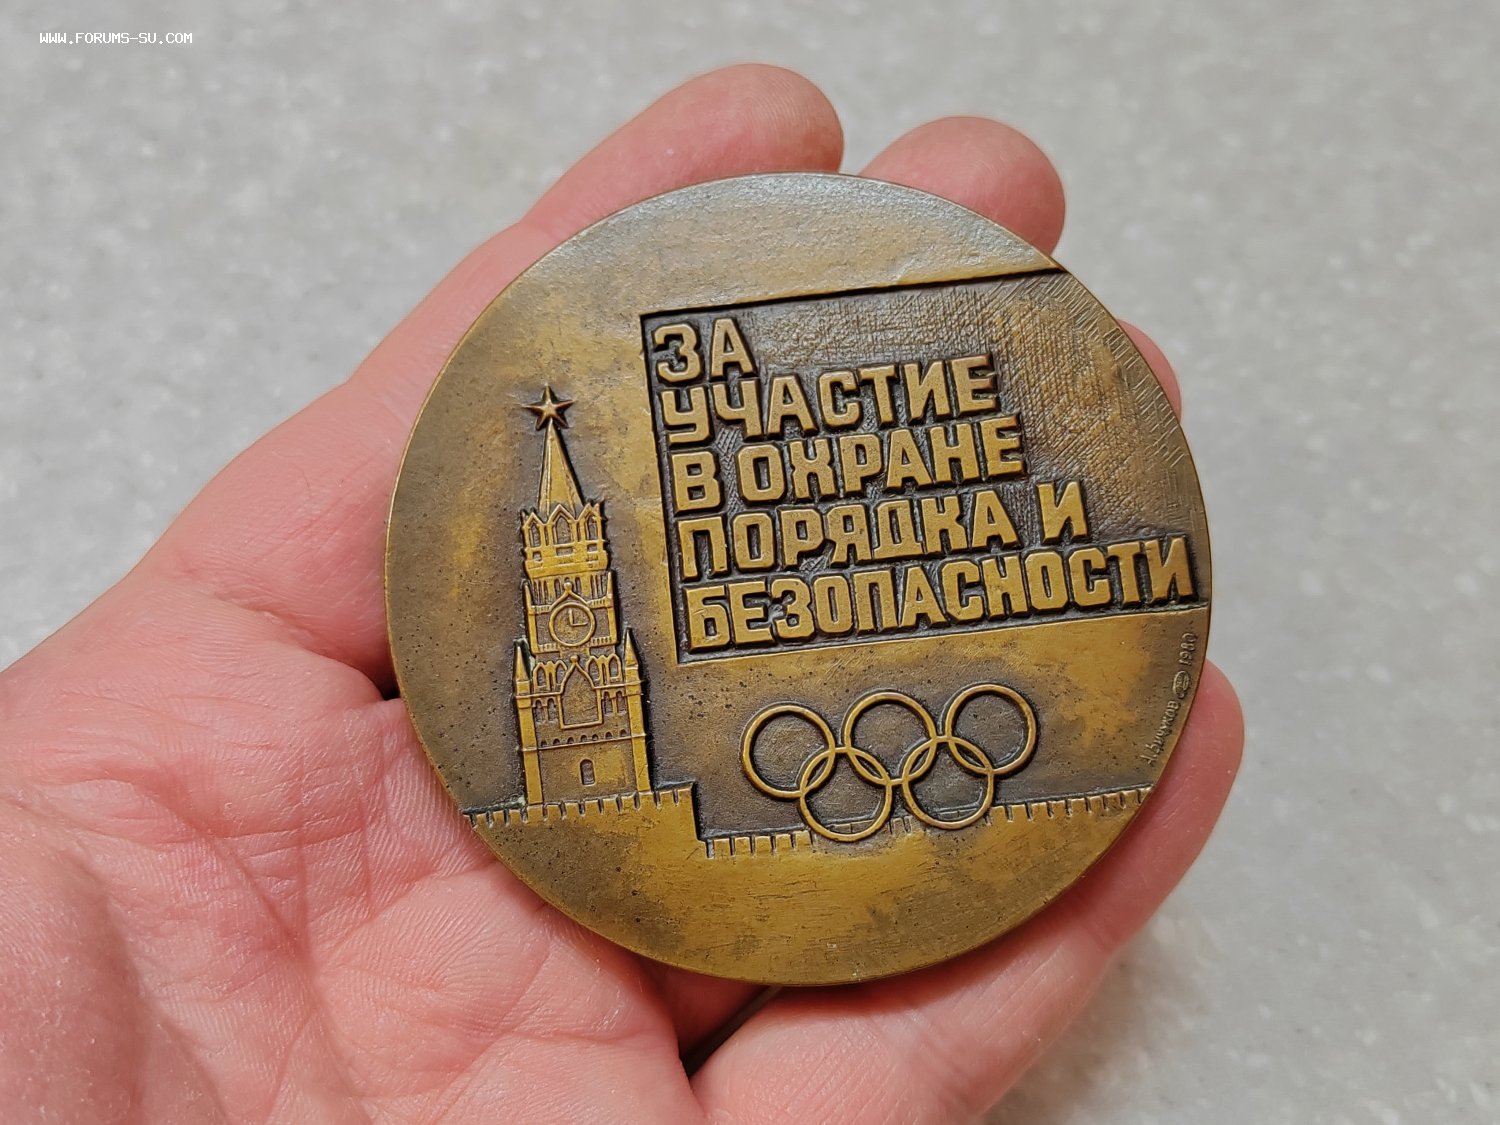 WWW.FORUMS-SU.COM
ЗА
УЧАСТИЕ
В ОХРАНЕ
ПОРЯДКА И
БЕЗОПАСНОСТИ
1980